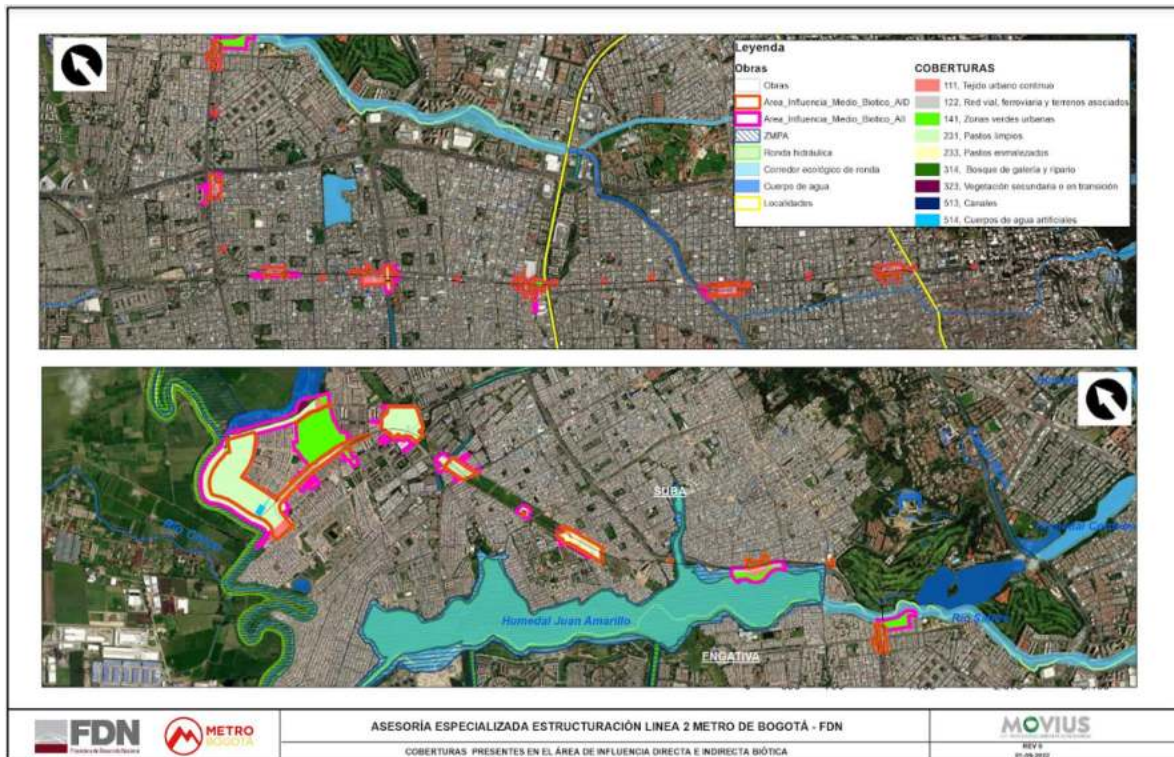 Leyenda
Obras
Obras
Area_Influencia_Medio_Biotico_AID
Area_Influencia_Medio_Biotico_AII
ZMPA
Ronda hidráulica
Corredor ecológico de ronda
Cuerpo de agua
Localidades
COBERTURAS
111, Tejido urbano continuo
122, Red vial, ferroviaria y terrenos asociados
141, Zonas verdes urbanas
231, Pastos limpios
233, Pastos enmalezados
314, Bosque de galería y ripario
323, Vegetación secundaria o en transición
513, Canales
514, Cuerpos de agua artificiales
SUBA
Humedal Juan Amarillo
ENGATIVA
FDN
Financiera de Desarrollo Nacional
METRO
BOGOTÁ
ASESORÍA ESPECIALIZADA ESTRUCTURACIÓN LINEA 2 METRO DE BOGOTÁ - FDN
COBERTURAS PRESENTES EN EL ÁREA DE INFLUENCIA DIRECTA E INDIRECTA BIÓTICA
MOVIUS